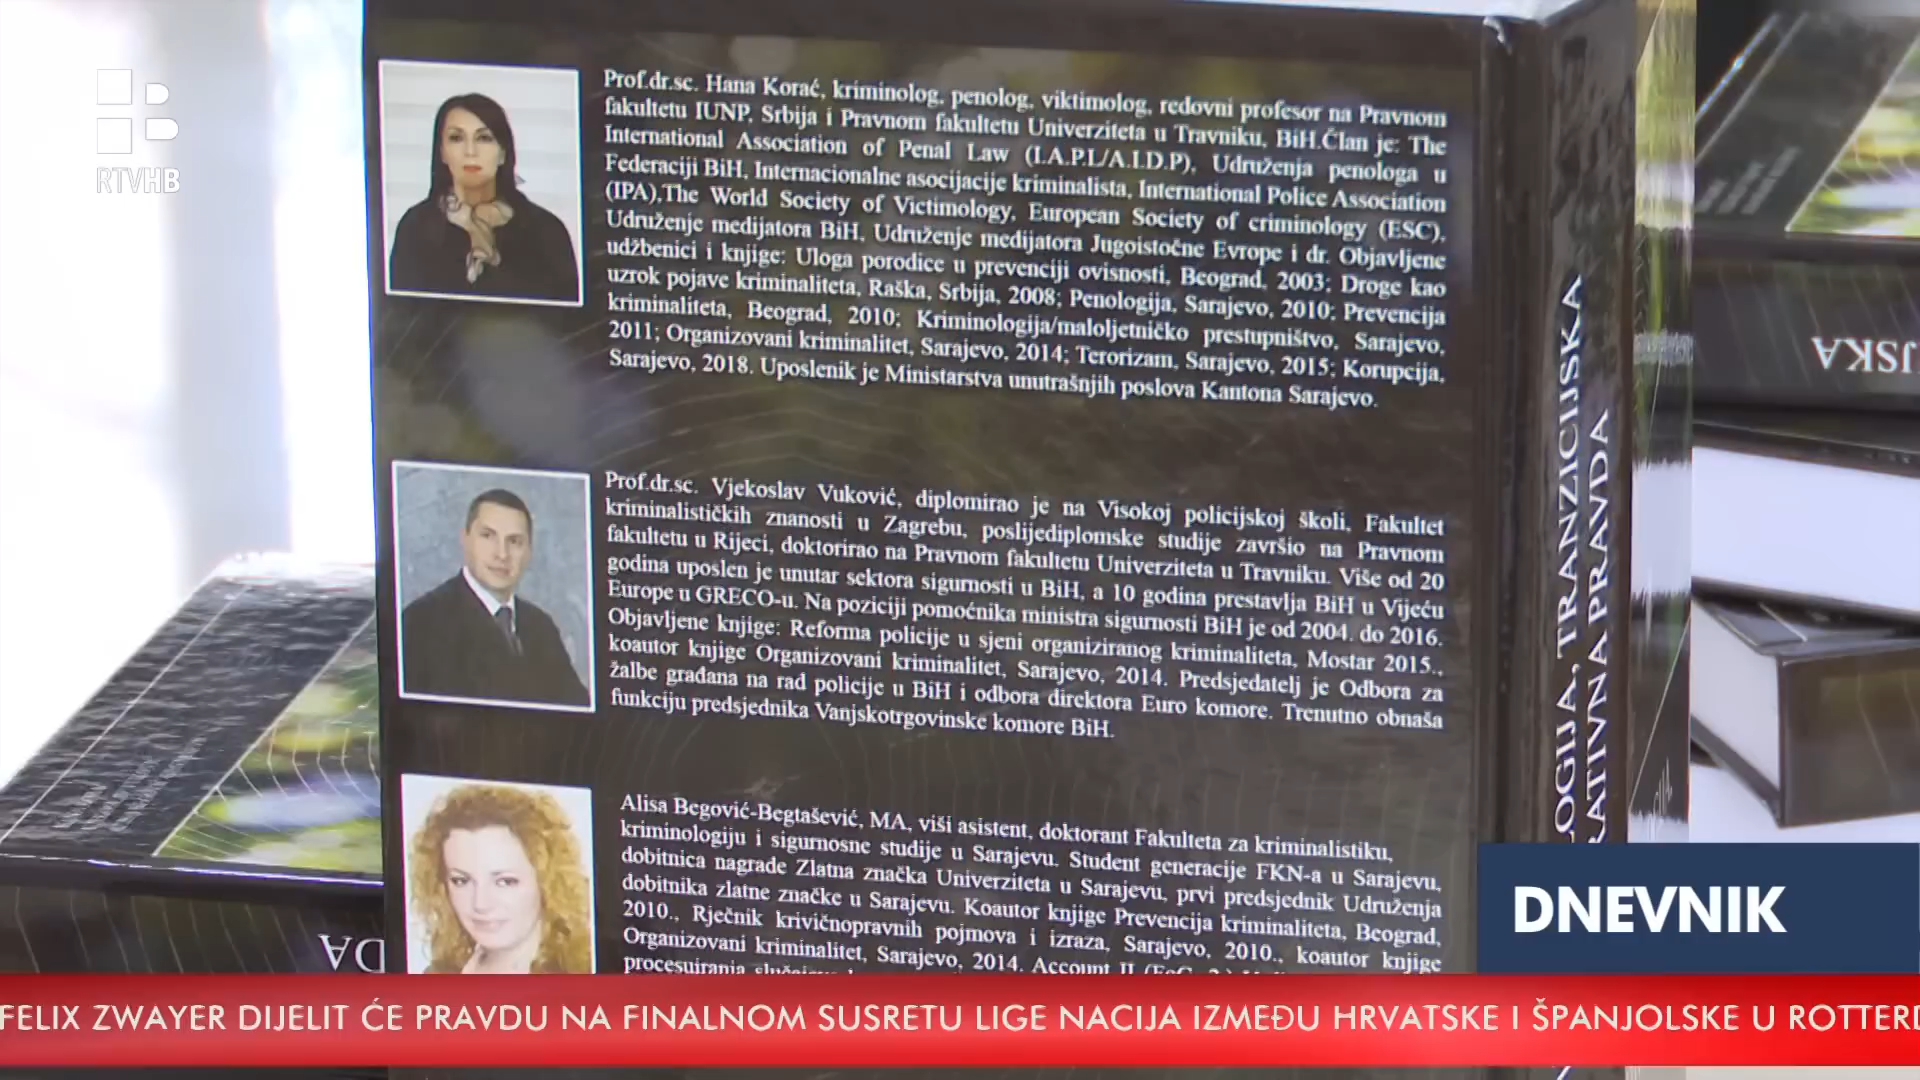 RTVHB
Prof.dr.sc. Hana Korać, kriminolog, penolog, viktimolog, redovni profesor na Pravnom
fakultetu IUNP, Srbija i Pravnom fakultetu Univerziteta u Travniku, BiH.Član je: The
International Association of Penal Law (I.A.P.L/A.I.D.P), Udruženja penologa u
Federaciji BiH, Internacionalne asocijacije kriminalista, International Police Association
(IPA),The World Society of Victimology, European Society of criminology (ESC),
Udruženje medijatora BiH, Udruženje medijatora Jugoistočne Evrope i dr. Objavljene
udžbenici i knjige: Uloga porodice u prevenciji ovisnosti, Beograd, 2003; Droge kao
uzrok pojave kriminaliteta, Raška, Srbija, 2008; Penologija, Sarajevo, 2010; Prevencija
kriminaliteta, Beograd, 2010; Kriminologija/maloljetničko prestupništvo, Sarajevo,
2011; Organizovani kriminalitet, Sarajevo, 2014; Terorizam, Sarajevo, 2015; Korupcija,
Sarajevo, 2018. Uposlenik je Ministarstva unutrašnjih poslova Kantona Sarajevo.
Prof.dr.sc. Vjekoslav Vuković, diplomirao je na Visokoj policijskoj školi, Fakultet
kriminalističkih znanosti u Zagrebu, poslijediplomske studije završio na Pravnom
fakultetu u Rijeci, doktorirao na Pravnom fakultetu Univerziteta u Travniku. Više od 20
godina uposlen je unutar sektora sigurnosti u BiH, a 10 godina prestavlja BiH u Vijeću
Europe u GRECO-u. Na poziciji pomoćnika ministra sigurnosti BiH je od 2004. do 2016.
Objavljene knjige: Reforma policije u sjeni organiziranog kriminaliteta, Mostar 2015.,
koautor knjige Organizovani kriminalitet, Sarajevo, 2014. Predsjedatelj je Odbora za
žalbe građana na rad policije u BiH i odbora direktora Euro komore. Trenutno obnaša
funkciju predsjednika Vanjskotrgovinske komore BiH.
Alisa Begović-Begtašević, MA, viši asistent, doktorant Fakulteta za kriminalistiku,
kriminologiju i sigurnosne studije u Sarajevu. Student generacije FKN-a u Sarajevu,
dobitnica nagrade Zlatna značka Univerziteta u Sarajevu, prvi predsjednik Udruženja
dobitnika zlatne značke u Sarajevu. Koautor knjige Prevencija kriminaliteta, Beograd,
2010., Rječnik krivičnopravnih pojmova i izraza, Sarajevo, 2010., koautor knjige
Organizovani kriminalitet, Sarajevo, 2014. Account II
procesuiranja
LOGIJA, TRANZICIJSKA
RATIVNA PRAVDA
IJSKA
DA
DNEVNIK
FELIX ZWAYER DIJELIT ĆE PRAVDU NA FINALNOM SUSRETU LIGE NACIJA IZMEĐU HRVATSKE I ŠPANJOLSKE U ROTTERD